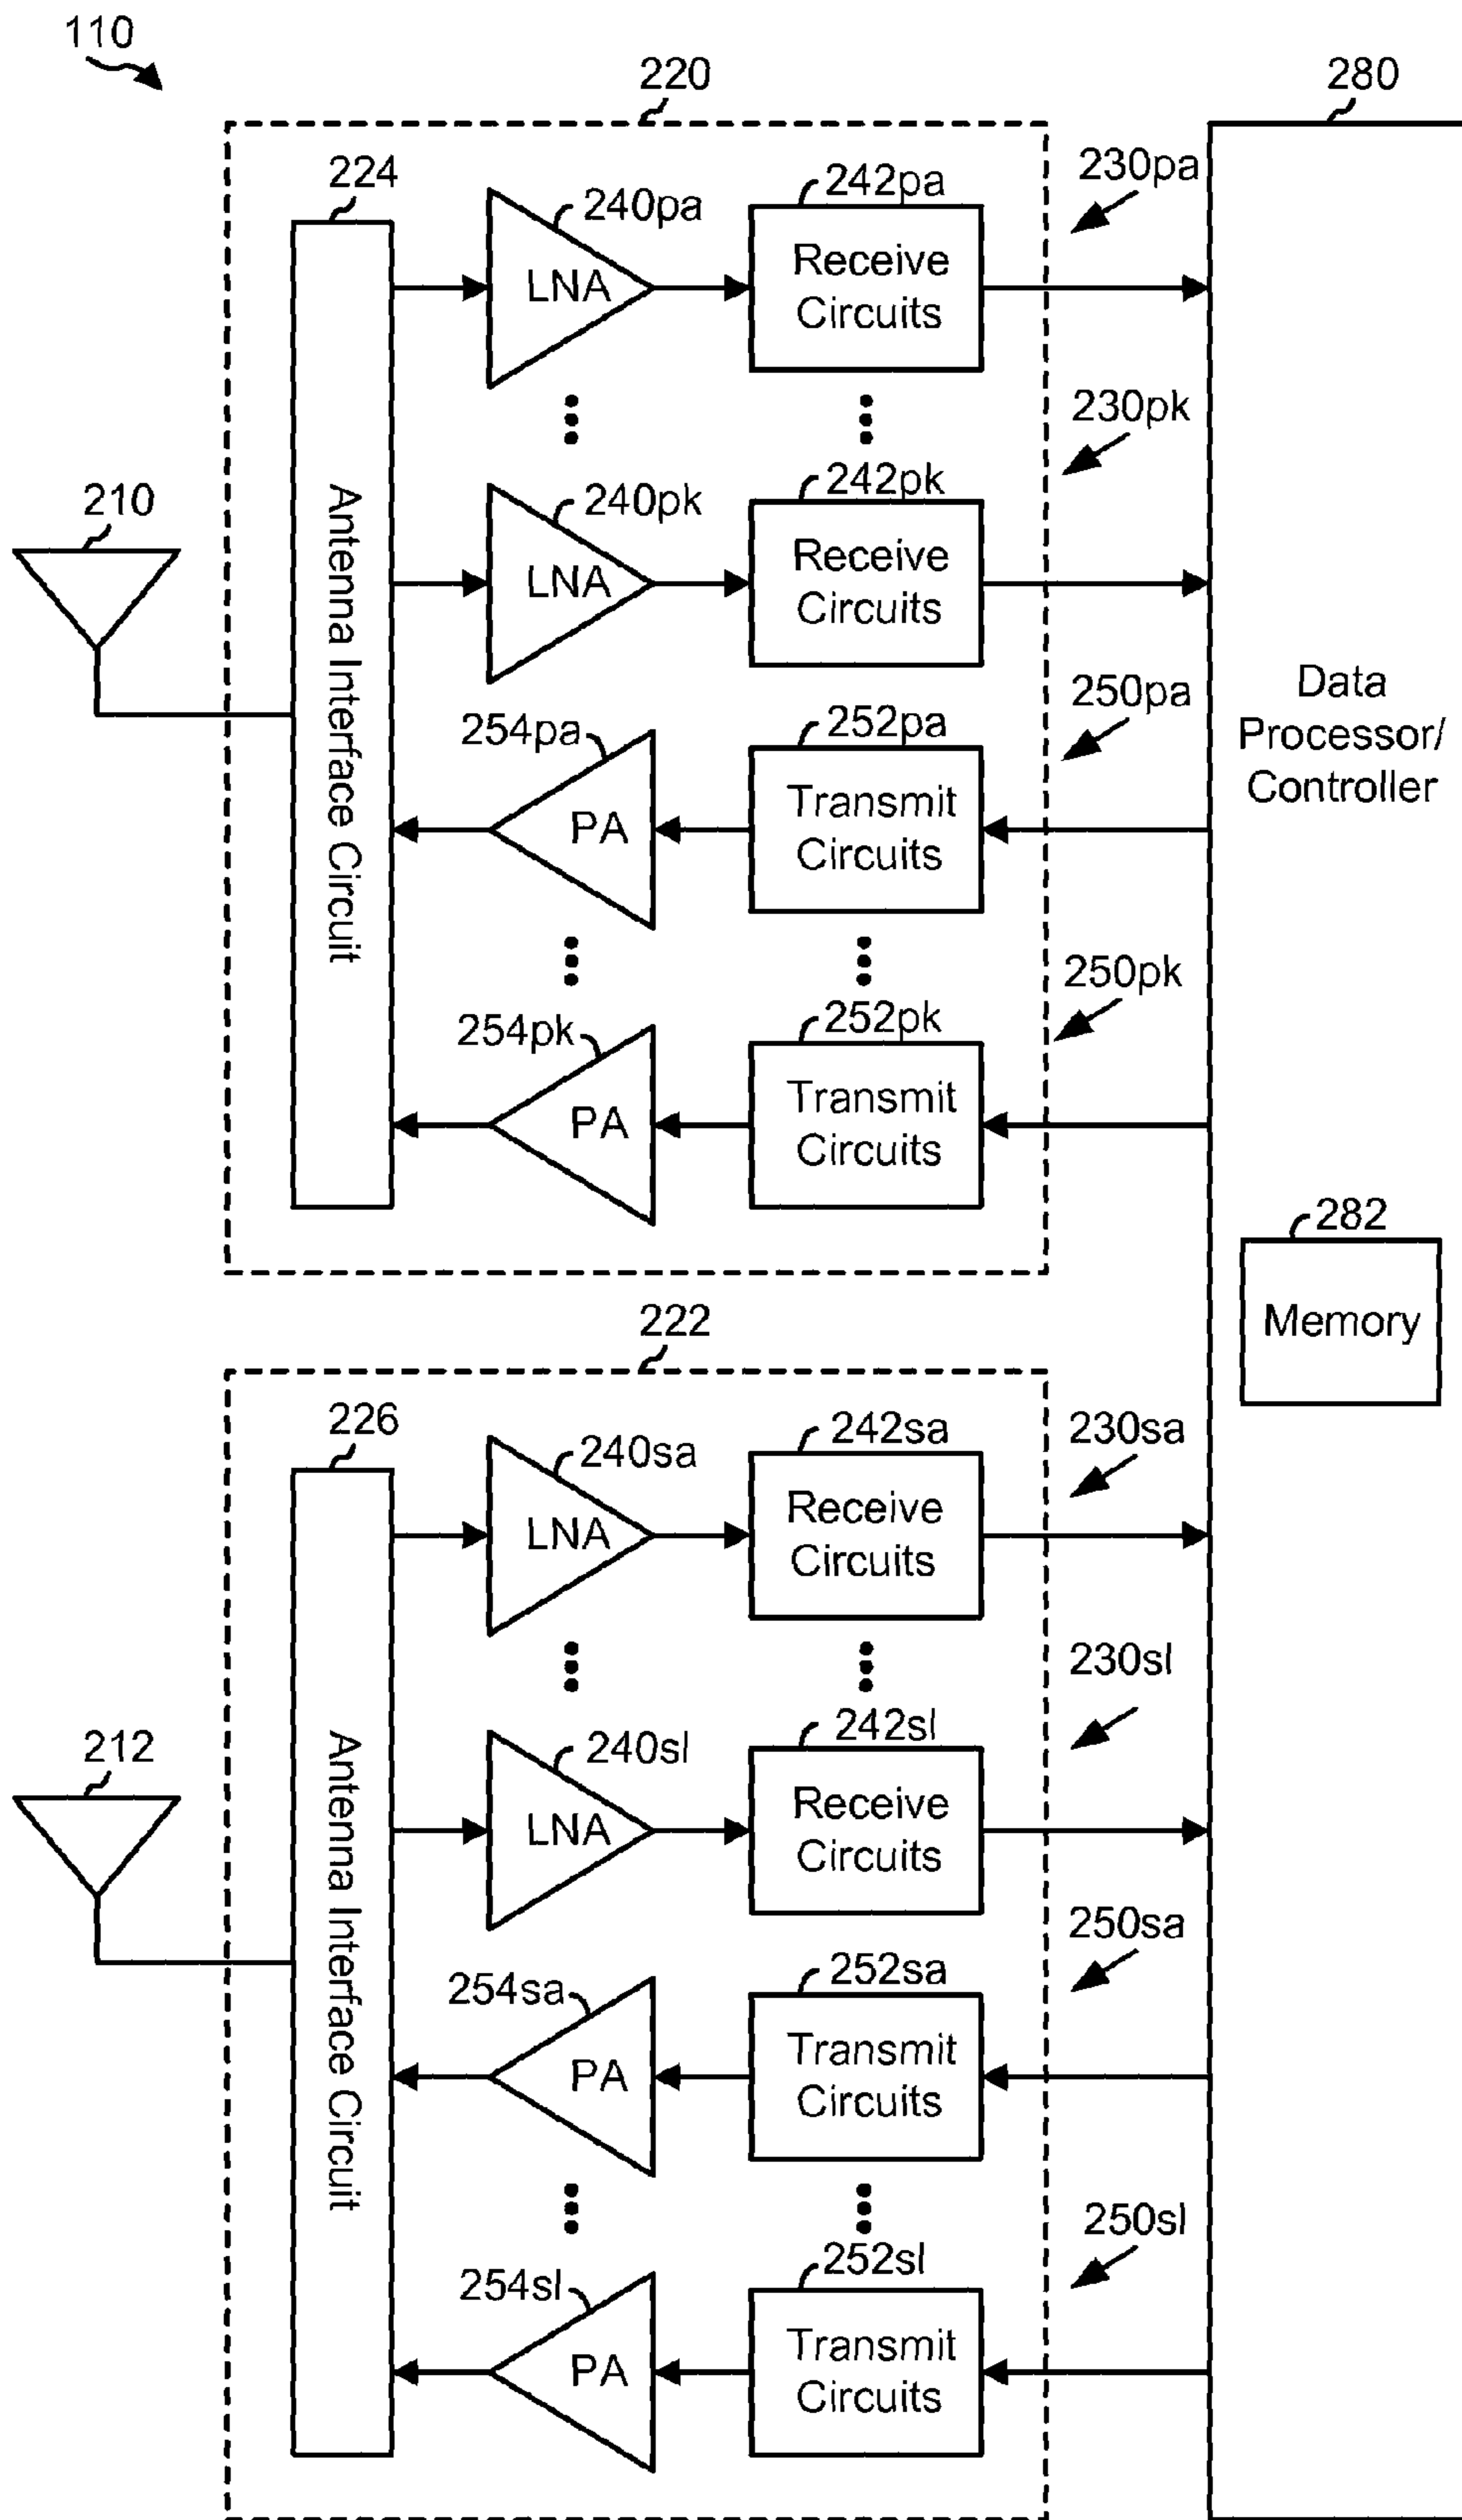 110
220
280
224
240pa
242pa
230pa
LNA
Receive
Circuits
230pk
210
240pk
242pk
Antenna Interface Circuit
LNA
Receive
Circuits
250pa
Data
Processor/
Controller
254pa
252pa
PA
Transmit
Circuits
250pk
254pk
252pk
PA
Transmit
Circuits
282
Memory
222
226
240sa
242sa
230sa
LNA
Receive
Circuits
230sl
212
240sl
242sl
Antenna Interface Circuit
LNA
Receive
Circuits
250sa
254sa
252sa
PA
Transmit
Circuits
250sl
254sl
252sl
PA
Transmit
Circuits